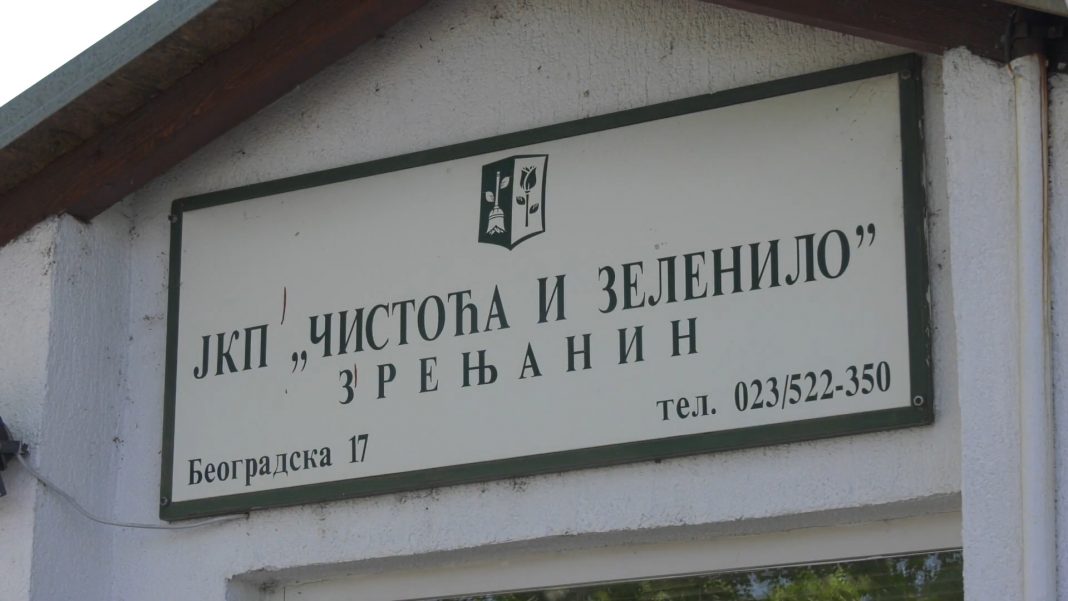 ЈКП „ЧИСТОЋА И ЗЕЛЕНИЛО”
ЗРЕЊАНИН
тел. 023/522-350
Београдска 17